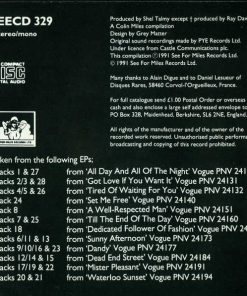 EECD 329
tereo/mono
Produced by Shel Talmy except † produced by Ray Dav
A Colin Miles compilation
Design by Grey Matter
Original sound recordings made by PYE Records Ltd.
Under licence from Castle Communications plc.
This compilation ⓟ1991 See For Miles Records Ltd.
©1991 See For Miles Records Ltd.
COMPACT
disc
DIGITAL AUDIO
Many thanks to Alain Digue and to Daniel Lesueur of
Disques Rares, 58460 Corvol-l'Orgueilleux, France.
For full catalogue send £1.00 Postal order or overseas
cash and also enclose a large self addressed envelope to
P.O. BOX 328, Maidenhead, Berkshire, SL6 2NE, England
All rights of the manufacturer and of the owner of the
recorded work reserved. Unauthorised public performance,
broadcasting and copying of this record prohibited.
ken from the following EPs:
acks 1 & 27 from 'All Day And All Of The Night' Vogue PN
acks 2/3 & 28 from 'Got Love If You Want It' Vogue PNV 24131
acks 4/5 & 26 from 'Tired Of Waiting For You' Vogue PNV 24132
ack 24 from 'Set Me Free' Vogue PNV 24140
ack 8 from 'A Well-Respected Man' Vogue PNV 24151
acks 7 & 25 from 'Till The End Of The Day' Vogue PNV 24160
ack 18 from 'Dedicated Follower Of Fashion' Vogue PNV 24167
acks 6/11 & 13 from 'Sunny Afternoon' Vogue PNV 24173
acks 9/10/16 & 23 from 'Dandy' Vogue PNV 24177
acks 12/14 & 15 from 'Dead End Street' Vogue PNV 24184
acks 17/19 & 22 from 'Mister Pleasant' Vogue PNV 24191
acks 20 & 21 from 'Waterloo Sunset' Vogue PNV 24194